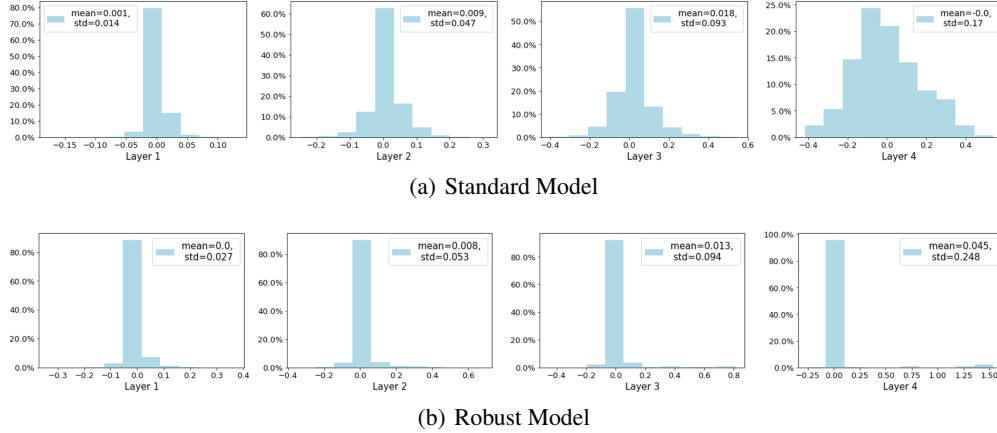 80.0%
70.0%
60.0%
50.0%
40.0%
30.0%
20.0%
10.0%
0.0%
mean=0.001,
std=0.014
−0.15 −0.10 −0.05 0.00 0.05 0.10
Layer 1
60.0%
50.0%
40.0%
30.0%
20.0%
10.0%
0.0%
mean=0.009,
std=0.047
−0.2 −0.1 0.0 0.1 0.2 0.3
Layer 2
50.0%
40.0%
30.0%
20.0%
10.0%
0.0%
mean=0.018,
std=0.093
−0.4 −0.2 0.0 0.2 0.4 0.6
Layer 3
25.0%
20.0%
15.0%
10.0%
5.0%
0.0%
mean=-0.0,
std=0.17
−0.4 −0.2 0.0 0.2 0.4
Layer 4
(a) Standard Model
80.0%
60.0%
40.0%
20.0%
0.0%
mean=0.0,
std=0.027
−0.3 −0.2 −0.1 0.0 0.1 0.2 0.3 0.4
Layer 1
80.0%
60.0%
40.0%
20.0%
0.0%
mean=0.008,
std=0.053
−0.4 −0.2 0.0 0.2 0.4 0.6
Layer 2
80.0%
60.0%
40.0%
20.0%
0.0%
mean=0.013,
std=0.094
−0.4 −0.2 0.0 0.2 0.4 0.6 0.8
Layer 3
100.0%
80.0%
60.0%
40.0%
20.0%
0.0%
mean=0.045,
std=0.248
−0.25 0.00 0.25 0.50 0.75 1.00 1.25 1.50
Layer 4
(b) Robust Model